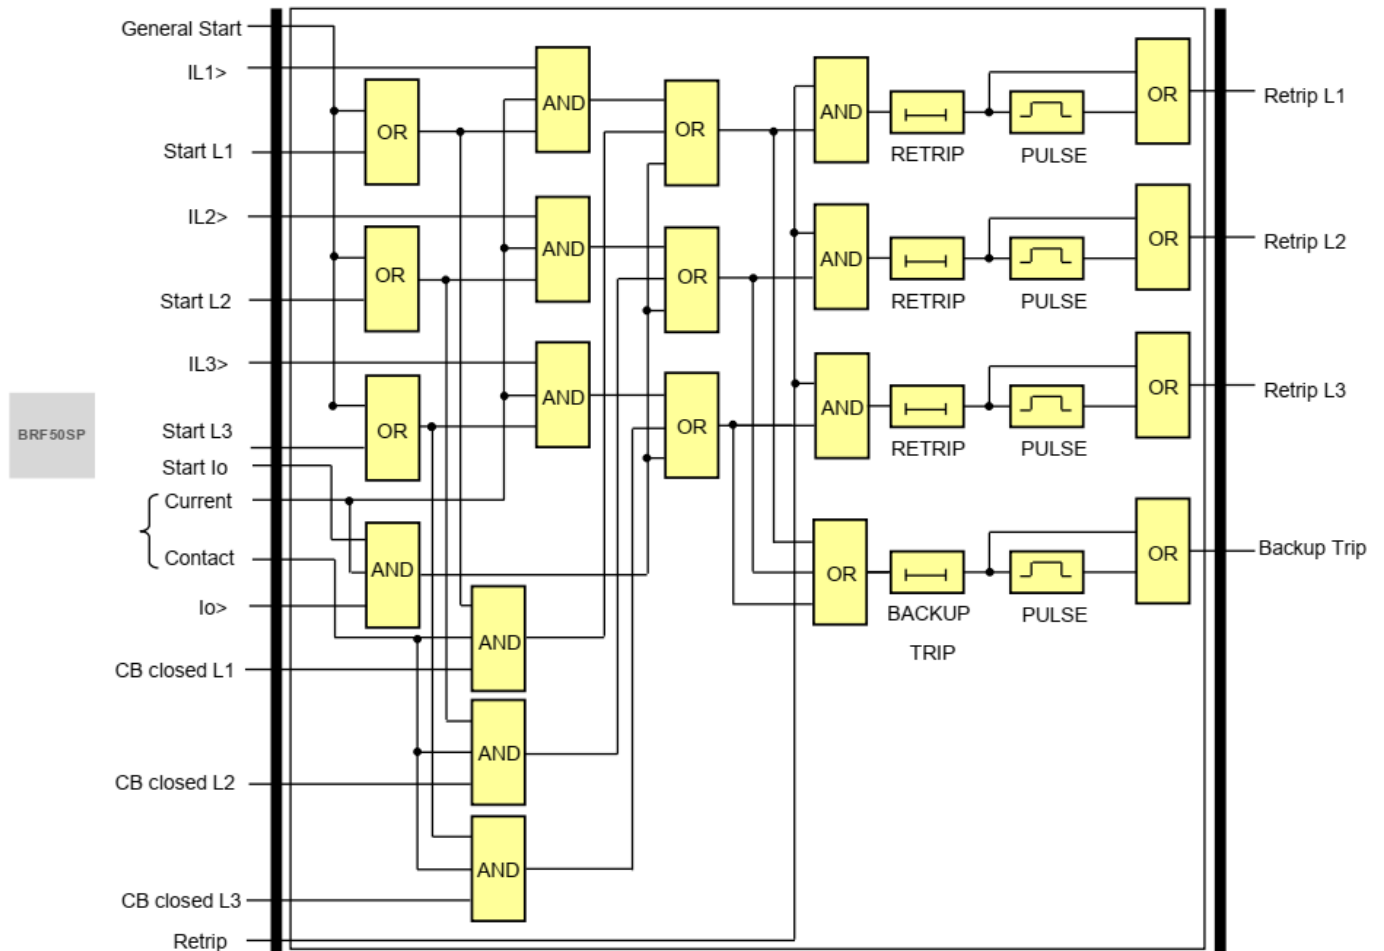 General Start
IL1>
AND
OR
AND
OR
OR
Retrip L1
Start L1
RETRIP
PULSE
IL2>
AND
OR
AND
OR
OR
Retrip L2
Start L2
RETRIP
PULSE
IL3>
AND
OR
AND
OR
OR
Retrip L3
BRF50SP
Start L3
RETRIP
PULSE
Start Io
Current
Contact
AND
OR
OR
Backup Trip
Io>
BACKUP
TRIP
PULSE
AND
CB closed L1
AND
CB closed L2
AND
CB closed L3
Retrip